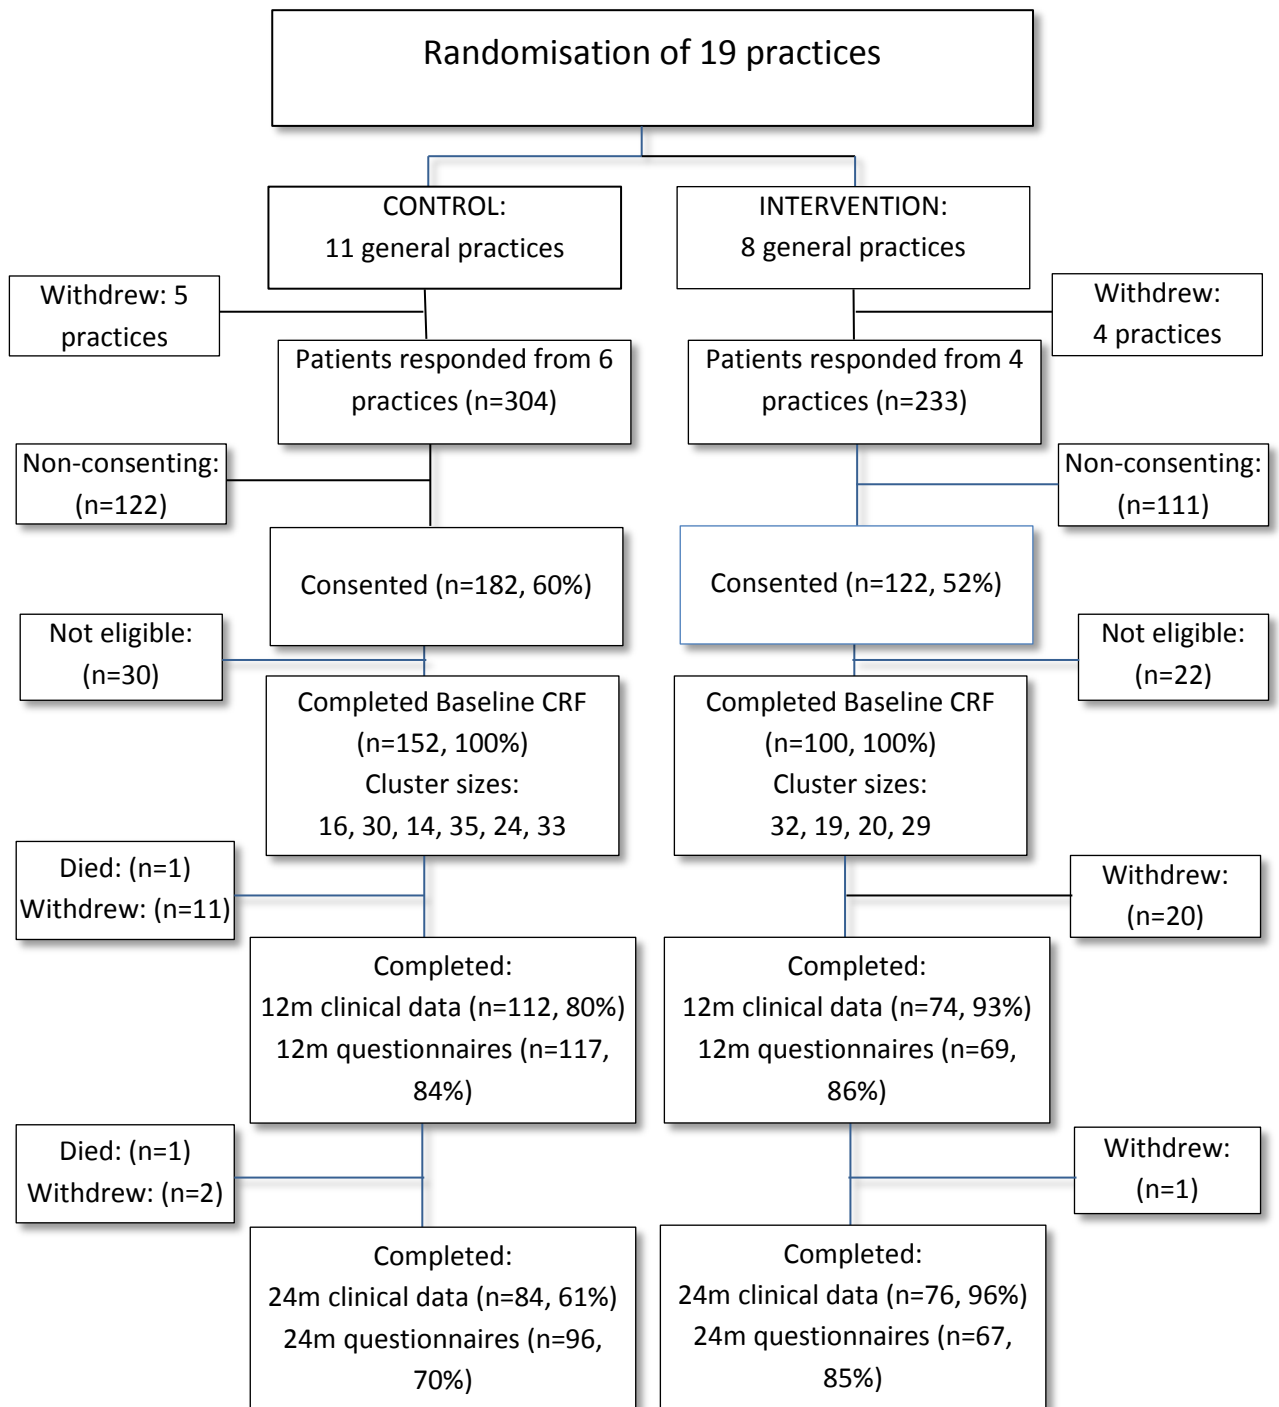 Randomisation of 19 practices
CONTROL:
11 general practices
INTERVENTION:
8 general practices
Withdrew: 5
practices
Withdrew:
4 practices
Patients responded from 6
practices (n=304)
Patients responded from 4
practices (n=233)
Non-consenting:
(n=122)
Non-consenting:
(n=111)
Consented (n=182, 60%)
Consented (n=122, 52%)
Not eligible:
(n=30)
Not eligible:
(n=22)
Completed Baseline CRF
(n=152, 100%)
Cluster sizes:
16, 30, 14, 35, 24, 33
Completed Baseline CRF
(n=100, 100%)
Cluster sizes:
32, 19, 20, 29
Died: (n=1)
Withdrew: (n=11)
Withdrew:
(n=20)
Completed:
12m clinical data (n=112, 80%)
12m questionnaires (n=117,
84%)
Completed:
12m clinical data (n=74, 93%)
12m questionnaires (n=69,
86%)
Died: (n=1)
Withdrew: (n=2)
Withdrew:
(n=1)
Completed:
24m clinical data (n=84, 61%)
24m questionnaires (n=96,
70%)
Completed:
24m clinical data (n=76, 96%)
24m questionnaires (n=67,
85%)